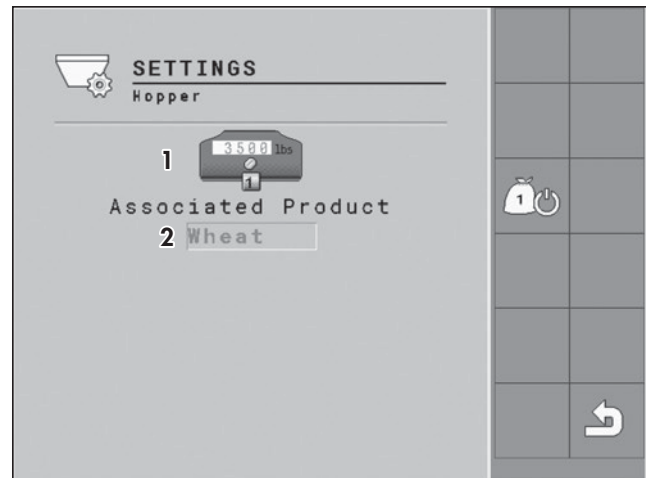 SETTINGS
Hopper
1
3500 lbs
1
Associated Product
2 Wheat
1